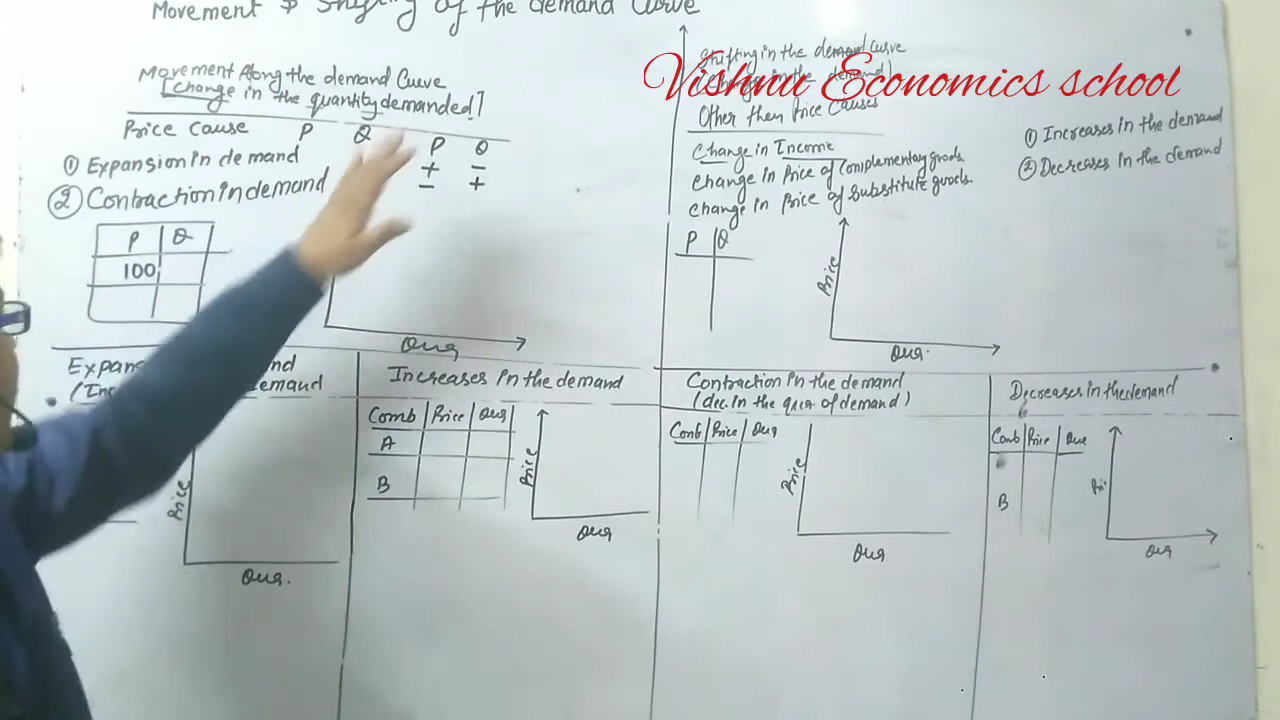 Movement & Shifting of the demand Curve
Movement Along the demand Curve
[change in the quantity demanded]
Price Cause P Q
① Expansion in demand
② Contraction in demand
P Q
+ −
− +
P Q
100
Qua
Shifting in the demand curve
Change in the demand)
Vishnu Economics school
Other then Price Causes
Change in Income
Change in Price of Complementary goods.
Change in Price of Substitute goods.
① Increases in the demand
② Decreases in the demand
P Q
Price
Qua.
Price
Qua.
Increases in the demand
Comb Price Qua
A
B
Price
Qua
Contraction in the demand
(dec. in the qua. of demand)
Comb Price Qua
Price
Qua
Decreases in the demand
Comb Price Qua
B
Pri
Qua